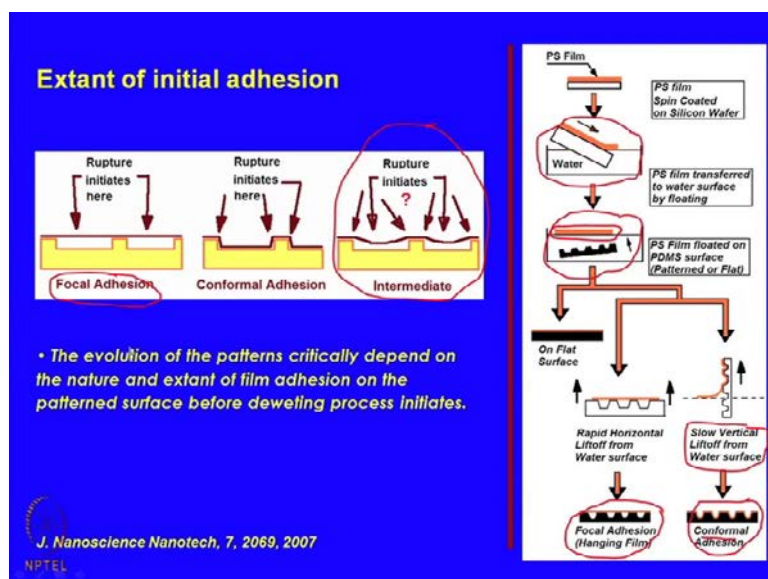 Extant of initial adhesion
Rupture
initiates
here
Focal Adhesion
Rupture
initiates
here
Conformal Adhesion
Rupture
initiates
?
Intermediate
• The evolution of the patterns critically depend on
the nature and extant of film adhesion on the
patterned surface before deweting process initiates.
J. Nanoscience Nanotech, 7, 2069, 2007
NPTEL
PS Film
PS film
Spin Coated
on Silicon Wafer
Water
PS film transferred
to water surface
by floating
PS Film floated on
PDMS surface
(Patterned or Flat)
On Flat
Surface
Rapid Horizontal
Liftoff from
Water surface
Slow Vertical
Liftoff from
Water surface
Focal Adhesion
(Hanging Film)
Conformal
Adhesion